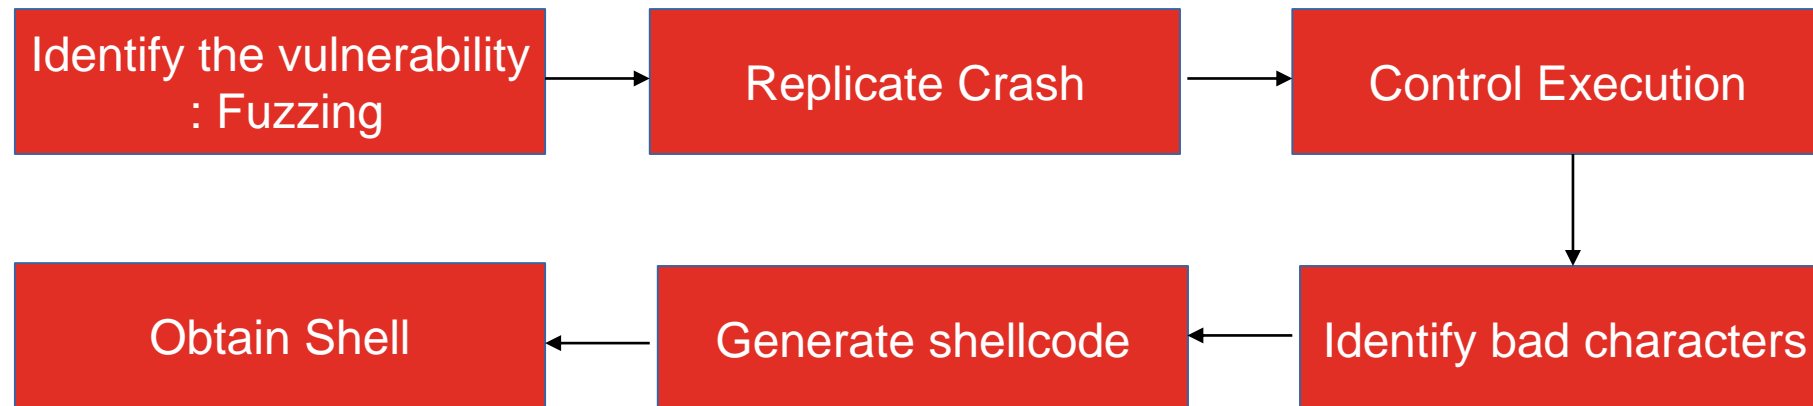 Identify the vulnerability
: Fuzzing
Replicate Crash
Control Execution
Identify bad characters
Generate shellcode
Obtain Shell